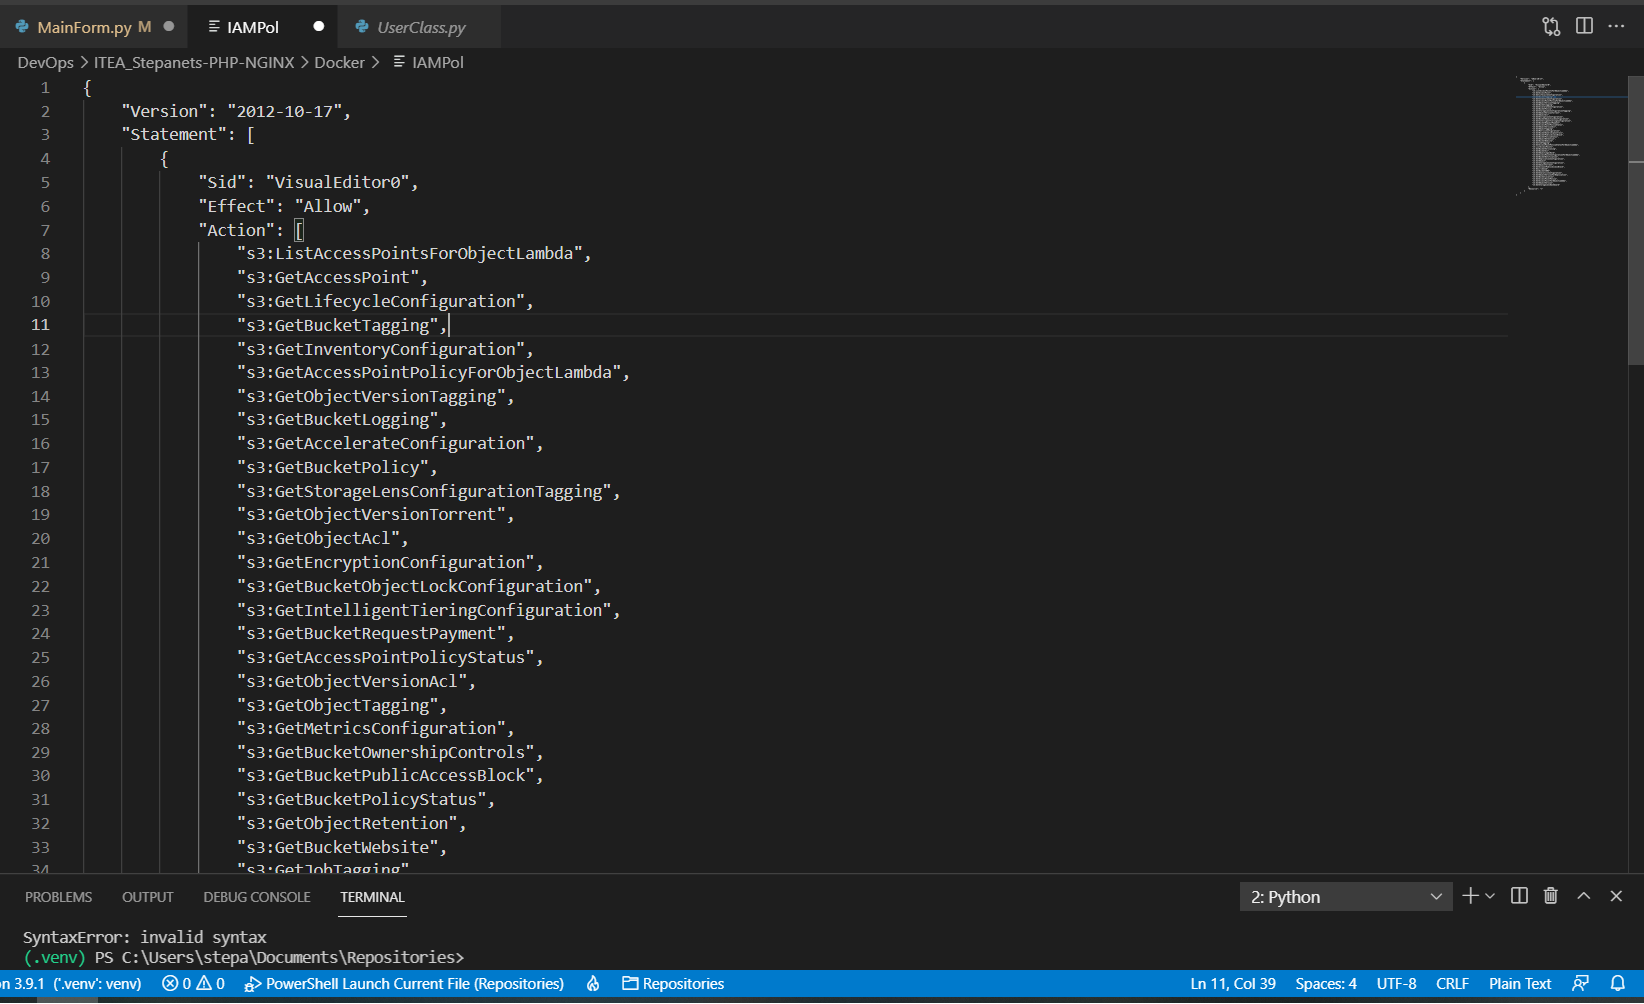 MainForm.py M
IAMPol
UserClass.py
DevOps > ITEA_Stepanets-PHP-NGINX > Docker > IAMPol
1 {
2 "Version": "2012-10-17",
3 "Statement": [
4 {
5 "Sid": "VisualEditor0",
6 "Effect": "Allow",
7 "Action": [
8 "s3:ListAccessPointsForObjectLambda",
9 "s3:GetAccessPoint",
10 "s3:GetLifecycleConfiguration",
11 "s3:GetBucketTagging",
12 "s3:GetInventoryConfiguration",
13 "s3:GetAccessPointPolicyForObjectLambda",
14 "s3:GetObjectVersionTagging",
15 "s3:GetBucketLogging",
16 "s3:GetAccelerateConfiguration",
17 "s3:GetBucketPolicy",
18 "s3:GetStorageLensConfigurationTagging",
19 "s3:GetObjectVersionTorrent",
20 "s3:GetObjectAcl",
21 "s3:GetEncryptionConfiguration",
22 "s3:GetBucketObjectLockConfiguration",
23 "s3:GetIntelligentTieringConfiguration",
24 "s3:GetBucketRequestPayment",
25 "s3:GetAccessPointPolicyStatus",
26 "s3:GetObjectVersionAcl",
27 "s3:GetObjectTagging",
28 "s3:GetMetricsConfiguration",
29 "s3:GetBucketOwnershipControls",
30 "s3:GetBucketPublicAccessBlock",
31 "s3:GetBucketPolicyStatus",
32 "s3:GetObjectRetention",
33 "s3:GetBucketWebsite",
34 "s3:GetJobTagging"
PROBLEMS OUTPUT DEBUG CONSOLE TERMINAL 2: Python
SyntaxError: invalid syntax
(.venv) PS C:\Users\stepa\Documents\Repositories>
on 3.9.1 ('.venv': venv) 0 0 PowerShell Launch Current File (Repositories) Repositories Ln 11, Col 39 Spaces: 4 UTF-8 CRLF Plain Text